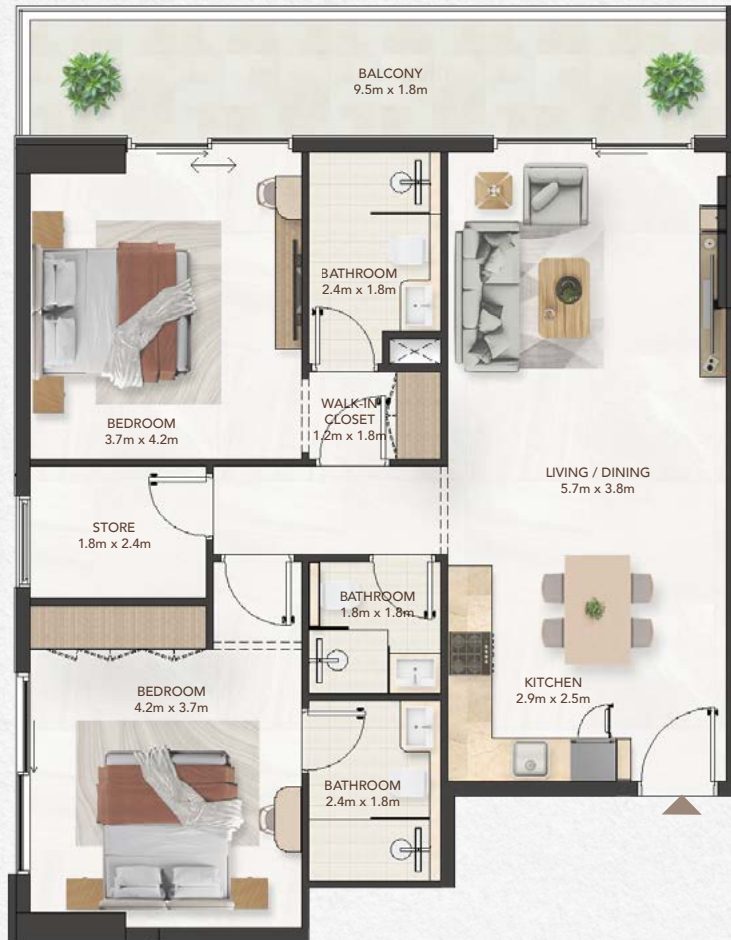 BALCONY
9.5m x 1.8m
BATHROOM
2.4m x 1.8m
BEDROOM
3.7m x 4.2m
WALK-IN
CLOSET
1.2m x 1.8m
LIVING / DINING
5.7m x 3.8m
STORE
1.8m x 2.4m
BATHROOM
1.8m x 1.8m
BEDROOM
4.2m x 3.7m
KITCHEN
2.9m x 2.5m
BATHROOM
2.4m x 1.8m